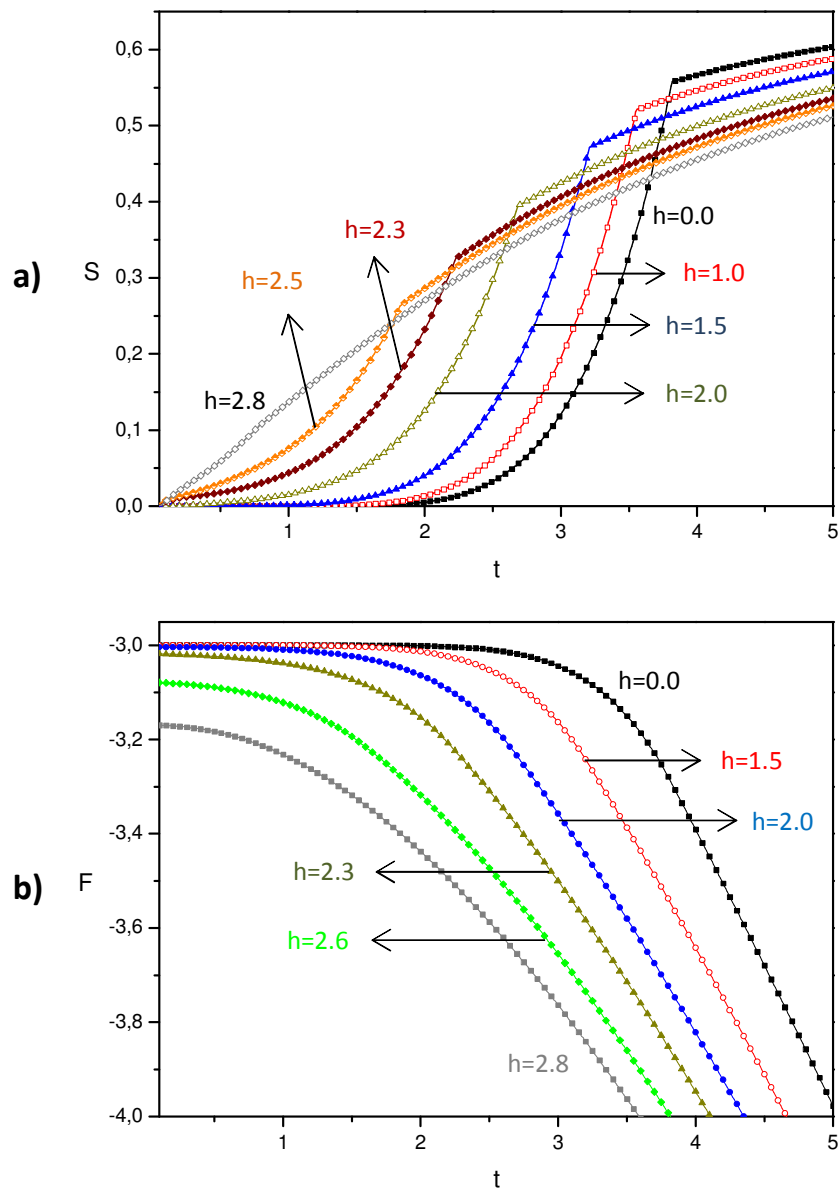 0,6
0,5
0,4
0,3
0,2
0,1
0,0
a)
S
h=2.3
h=2.5
h=2.8
h=0.0
h=1.0
h=1.5
h=2.0
1 2 3 4 5
t
-3,0
-3,2
-3,4
-3,6
-3,8
-4,0
b)
F
h=0.0
h=1.5
h=2.0
h=2.3
h=2.6
h=2.8
1 2 3 4 5
t